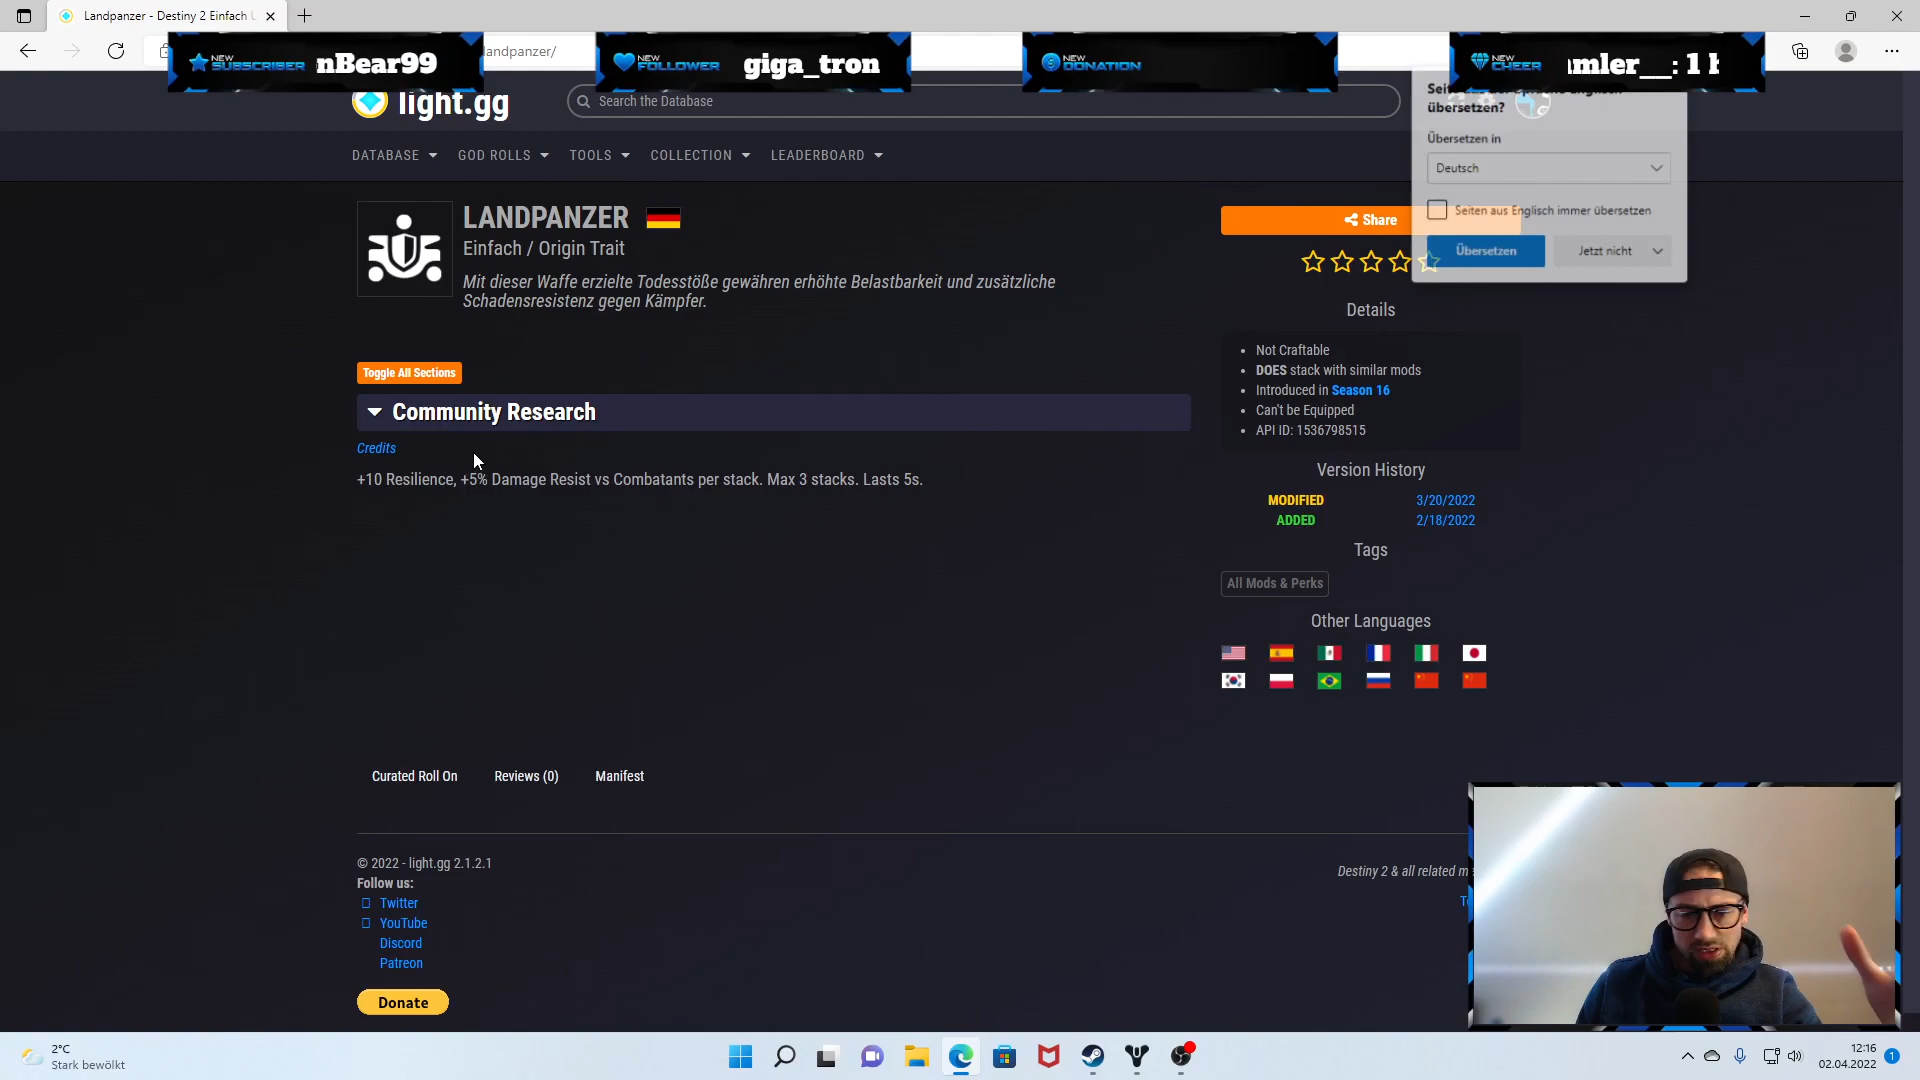 Landpanzer - Destiny 2 Einfach
landpanzer/
NEW SUBSCRIBER nBear99
NEW FOLLOWER giga_tron
NEW DONATION
NEW CHEER mler__: 1
light.gg
Search the Database
übersetzen?
Übersetzen in
Deutsch
Seiten aus Englisch immer übersetzen
Übersetzen
Jetzt nicht
DATABASE
GOD ROLLS
TOOLS
COLLECTION
LEADERBOARD
LANDPANZER
Einfach / Origin Trait
Mit dieser Waffe erzielte Todesstöße gewähren erhöhte Belastbarkeit und zusätzliche
Schadensresistenz gegen Kämpfer.
Toggle All Sections
Community Research
Credits
+10 Resilience, +5% Damage Resist vs Combatants per stack. Max 3 stacks. Lasts 5s.
Share
Details
• Not Craftable
• DOES stack with similar mods
• Introduced in Season 16
• Can't be Equipped
• API ID: 1536798515
Version History
MODIFIED 3/20/2022
ADDED 2/18/2022
Tags
All Mods & Perks
Other Languages
Curated Roll On
Reviews (0)
Manifest
© 2022 - light.gg 2.1.2.1
Follow us:
Twitter
YouTube
Discord
Patreon
Donate
Destiny 2 & all related m
2°C
Stark bewölkt
12:16
02.04.2022
1